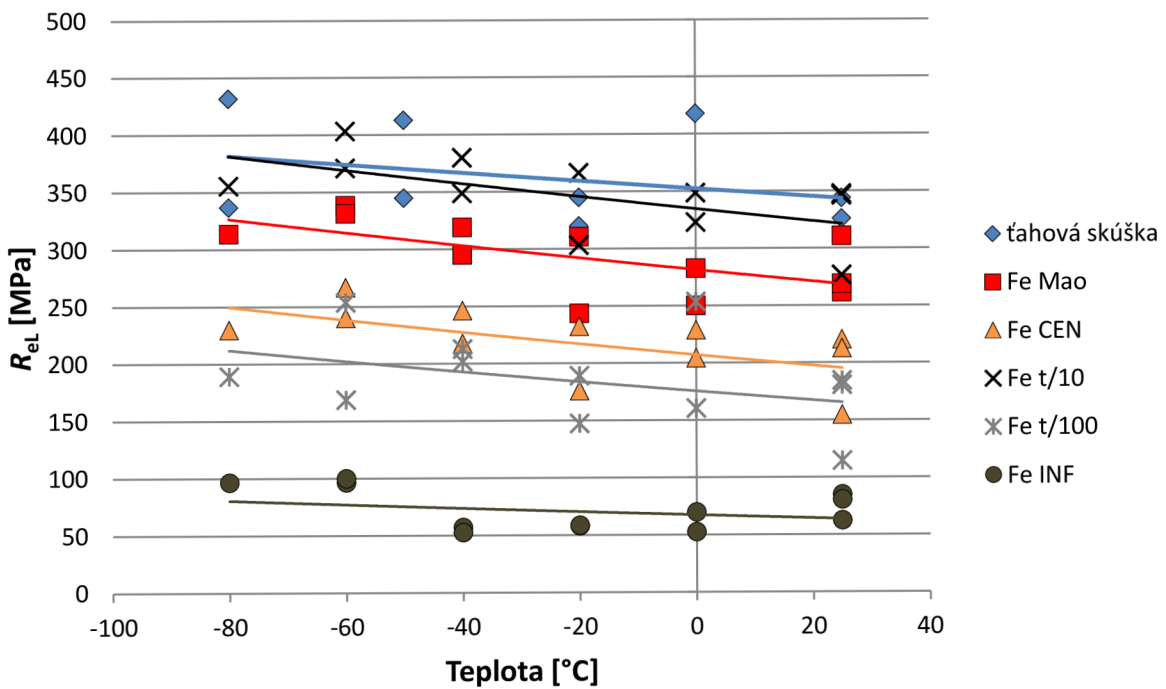 500
450
400
350
300
250
200
150
100
50
0
-100
-80
-60
-40
-20
0
20
40
R eL [MPa]
Teplota [°C]
ťahová skúška
Fe Mao
Fe CEN
Fe t/10
Fe t/100
Fe INF